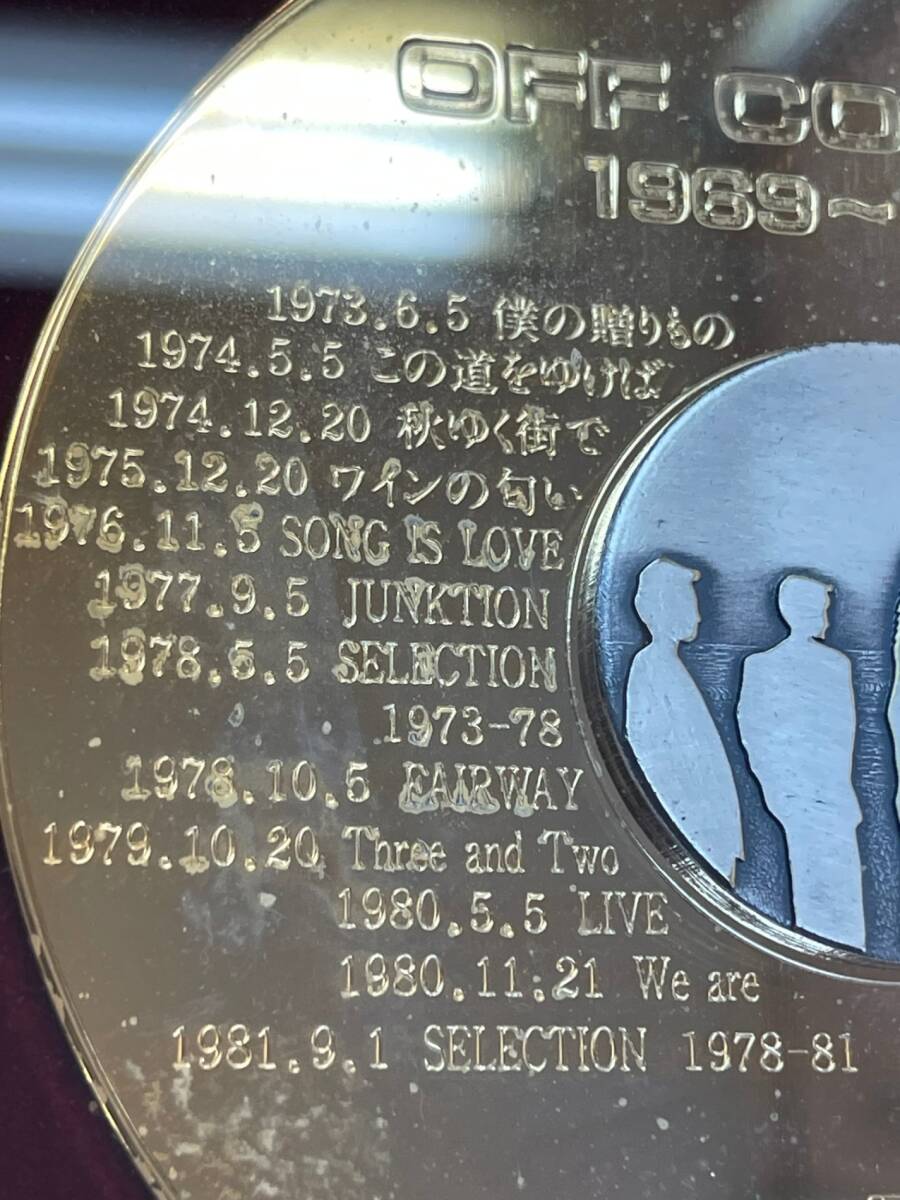 OFF CO
1969~
1973.6.5 僕の贈りもの
1974.5.5 この道をゆけば
1974.12.20 秋ゆく街で
1975.12.20 ワインの匂い
1976.11.5 SONG IS LOVE
1977.9.5 JUNKTION
1978.5.5 SELECTION
1973-78
1978.10.5 FAIRWAY
1979.10.20 Three and Two
1980.5.5 LIVE
1980.11.21 We are
1981.9.1 SELECTION 1978-81